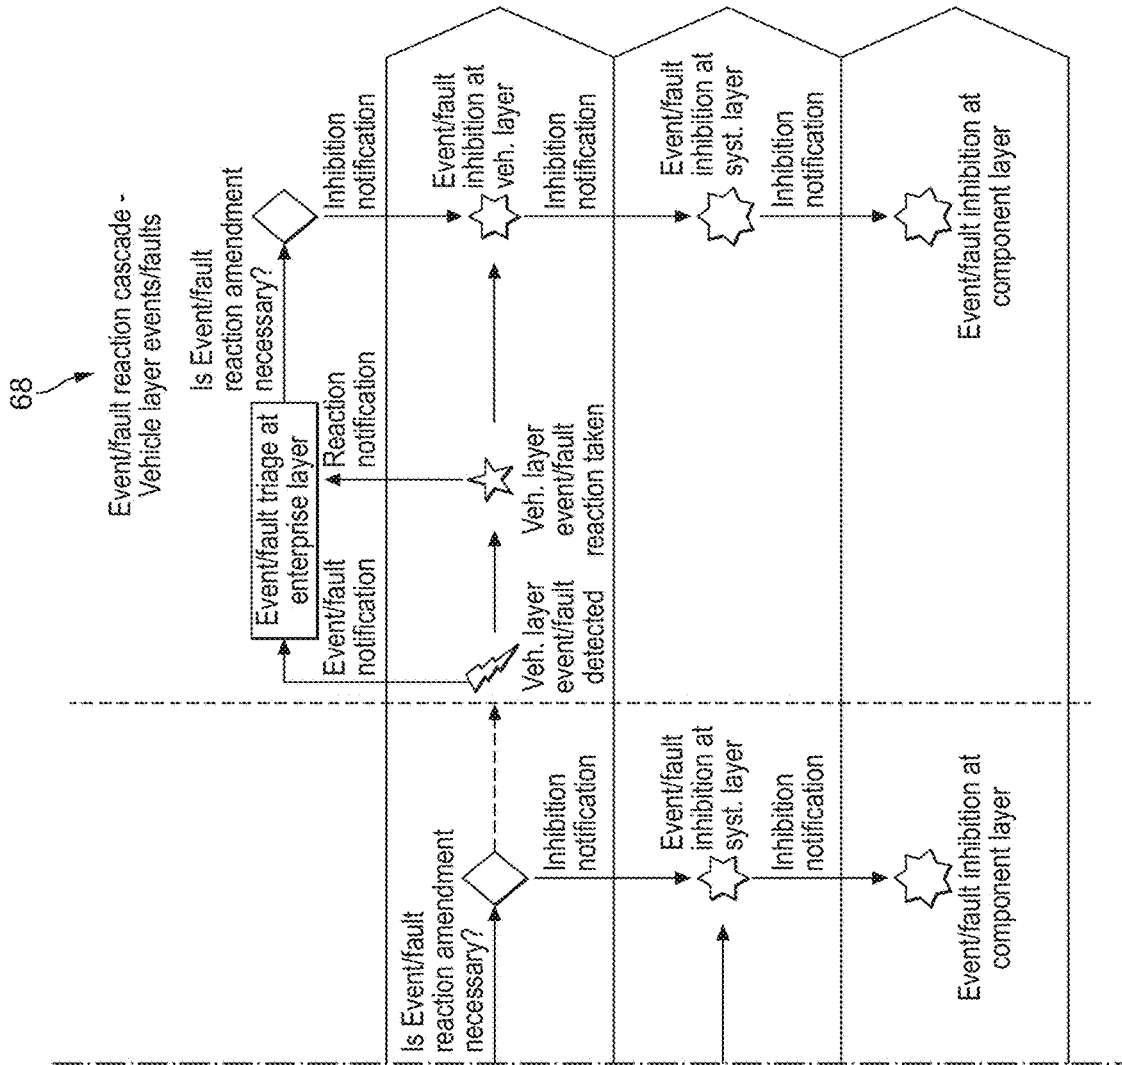 68
Event/fault reaction cascade -
Vehicle layer events/faults
Is Event/fault
reaction amendment
necessary?
Event/fault triage at
enterprise layer
Event/fault
notification
Reaction
notification
Inhibition
notification
Veh. layer
event/fault
detected
Veh. layer
event/fault
reaction taken
Event/fault
inhibition at
veh. layer
Inhibition
notification
Event/fault
inhibition at
syst. layer
Inhibition
notification
Event/fault inhibition at
component layer
Is Event/fault
reaction amendment
necessary?
Inhibition
notification
Event/fault
inhibition at
syst. layer
Inhibition
notification
Event/fault inhibition at
component layer